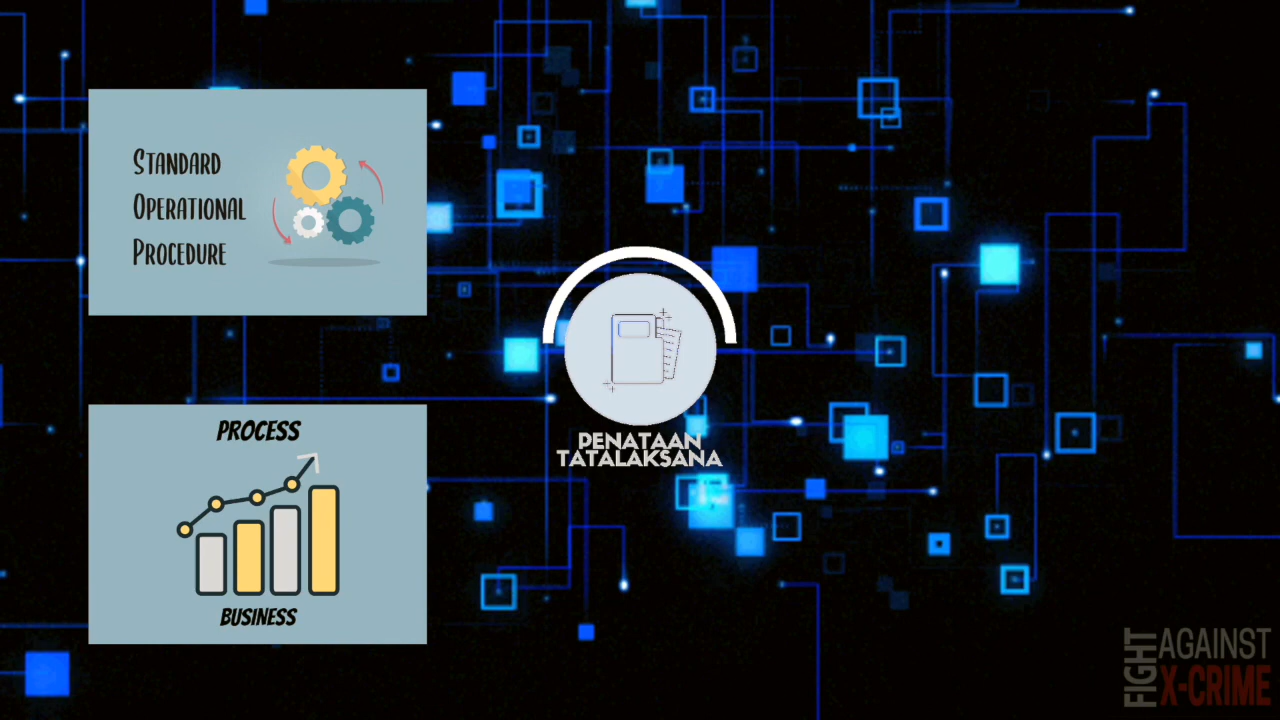 STANDARD
OPERATIONAL
PROCEDURE
PROCESS
BUSINESS
PENATAAN
TATALAKSANA
FIGHT
AGAINST
X-CRIME